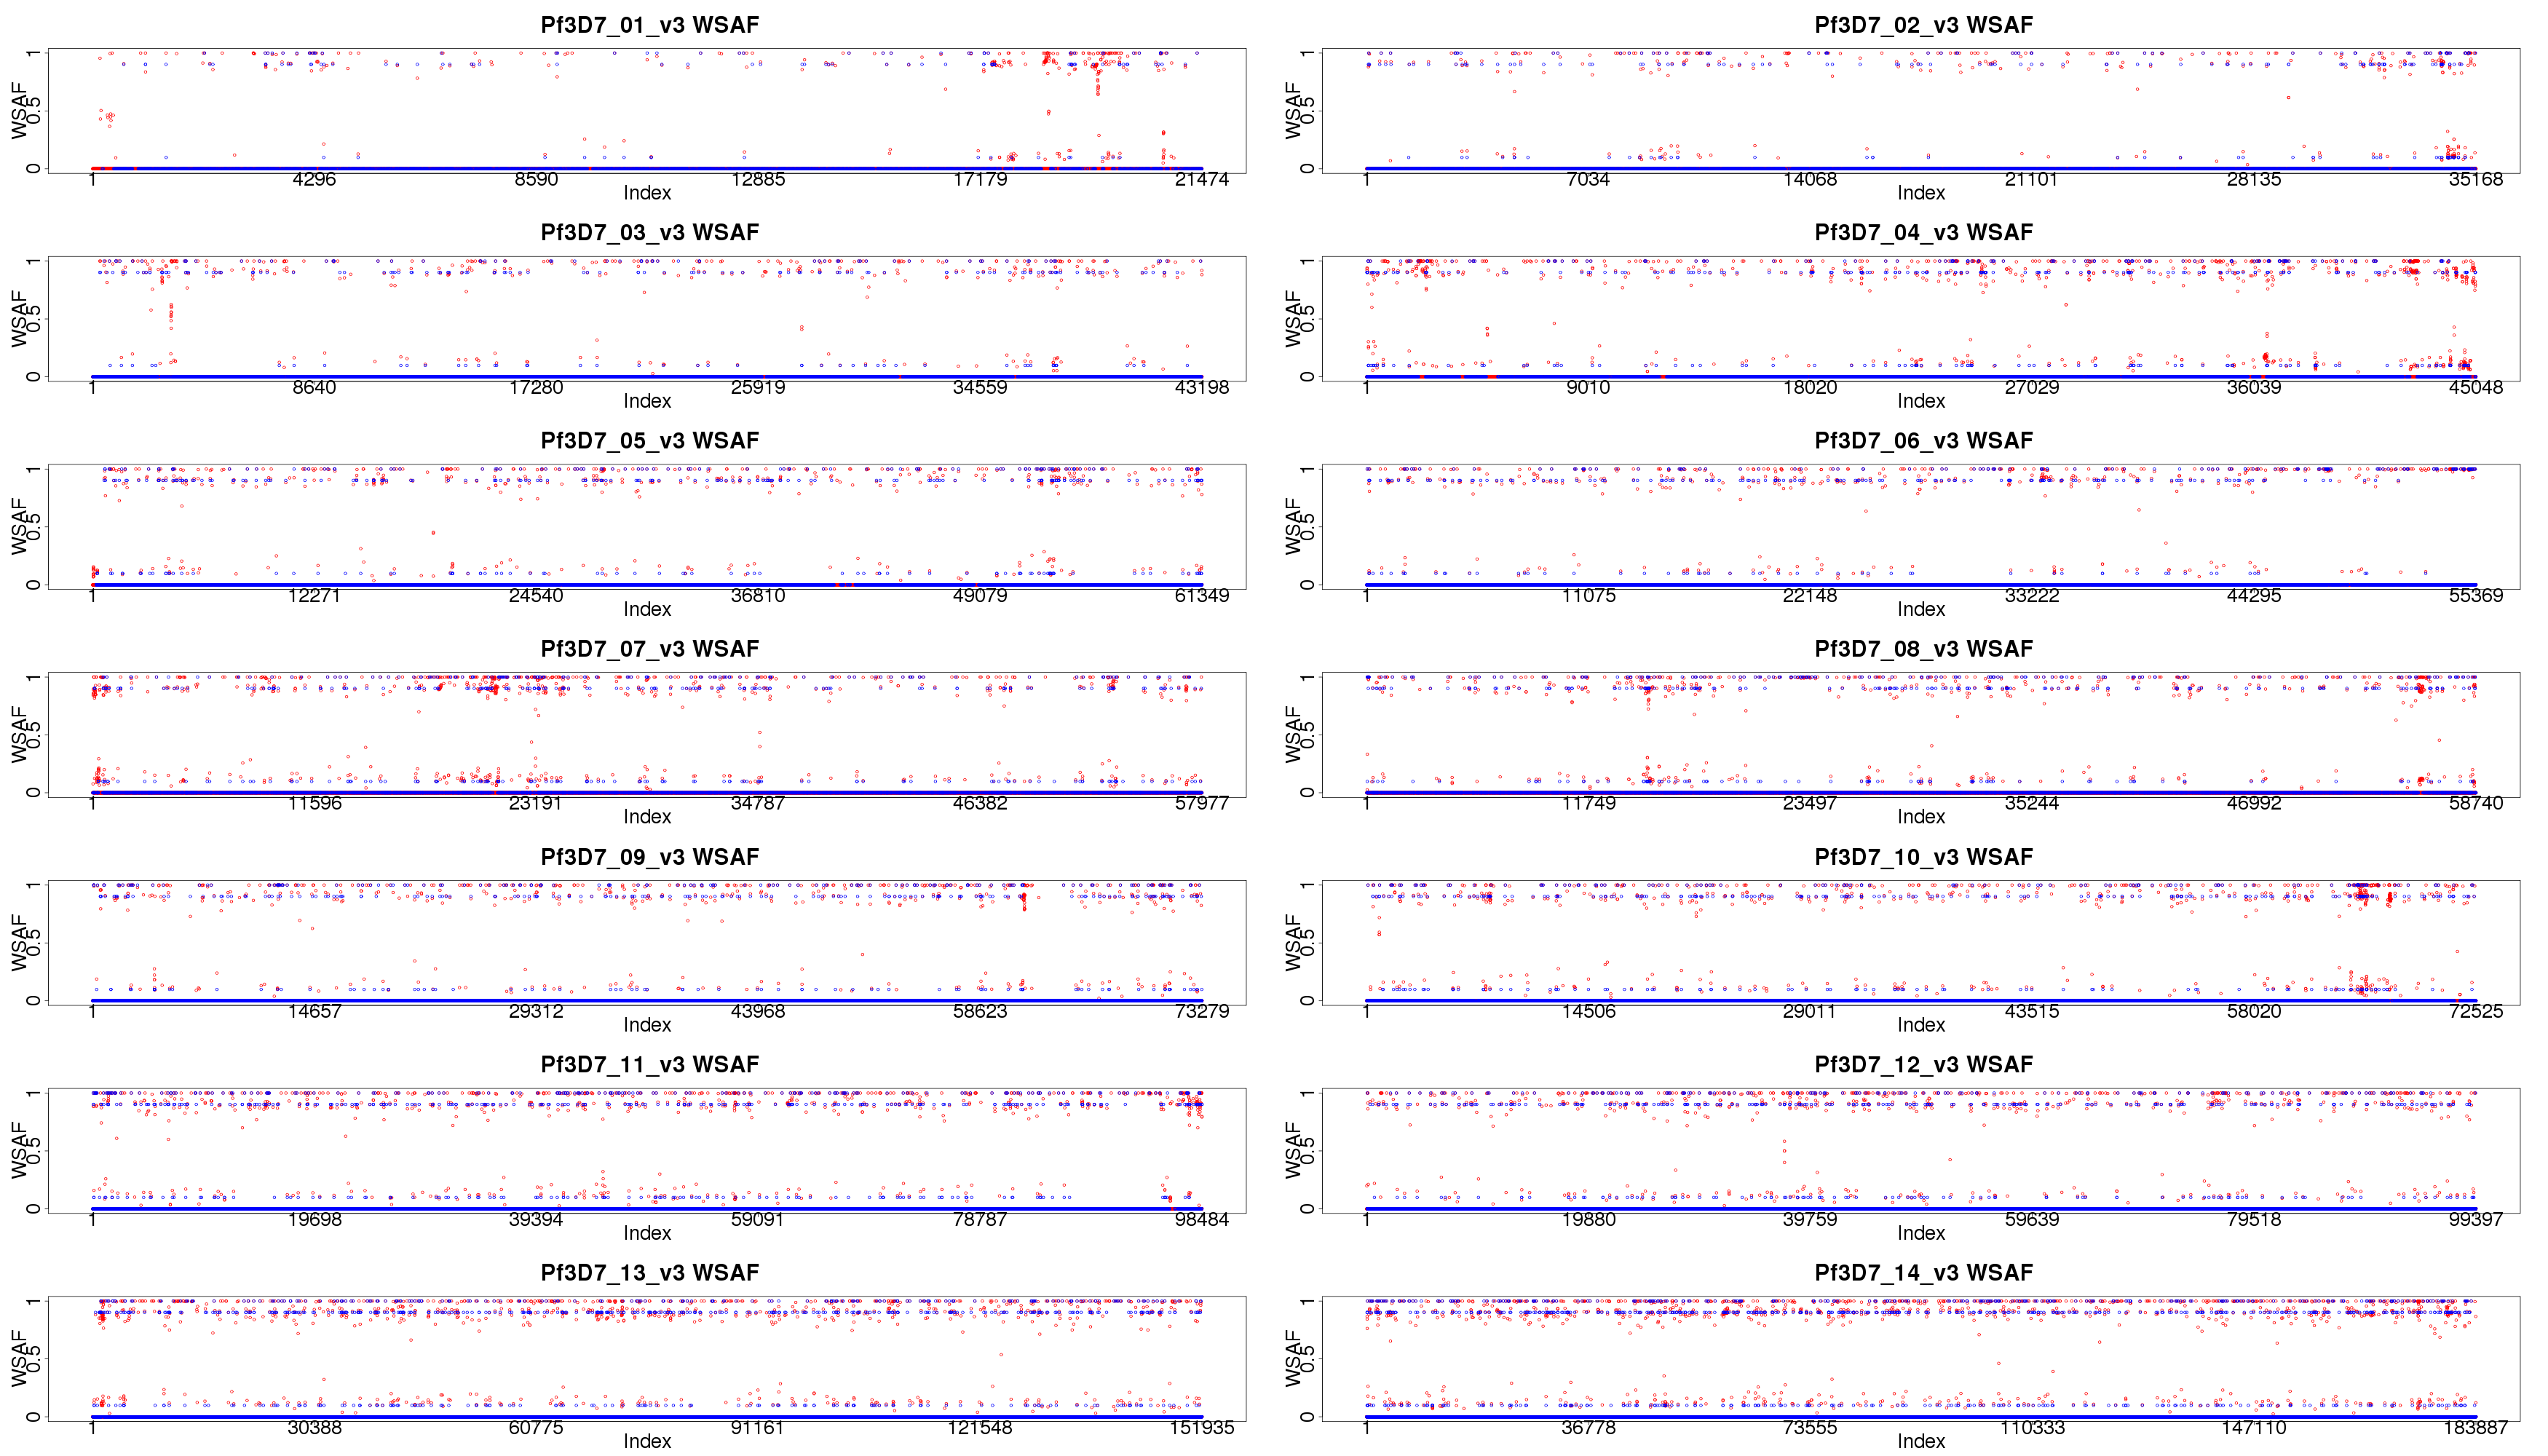 Pf3D7_01_v3 WSAF
WSAF
0 0.5 1
1 4296 8590 12885 17179 21474
Index
Pf3D7_02_v3 WSAF
WSAF
0 0.5 1
1 7034 14068 21101 28135 35168
Index
Pf3D7_03_v3 WSAF
WSAF
0 0.5 1
1 8640 17280 25919 34559 43198
Index
Pf3D7_04_v3 WSAF
WSAF
0 0.5 1
1 9010 18020 27029 36039 45048
Index
Pf3D7_05_v3 WSAF
WSAF
0 0.5 1
1 12271 24540 36810 49079 61349
Index
Pf3D7_06_v3 WSAF
WSAF
0 0.5 1
1 11075 22148 33222 44295 55369
Index
Pf3D7_07_v3 WSAF
WSAF
0 0.5 1
1 11596 23191 34787 46382 57977
Index
Pf3D7_08_v3 WSAF
WSAF
0 0.5 1
1 11749 23497 35244 46992 58740
Index
Pf3D7_09_v3 WSAF
WSAF
0 0.5 1
1 14657 29312 43968 58623 73279
Index
Pf3D7_10_v3 WSAF
WSAF
0 0.5 1
1 14506 29011 43515 58020 72525
Index
Pf3D7_11_v3 WSAF
WSAF
0 0.5 1
1 19698 39394 59091 78787 98484
Index
Pf3D7_12_v3 WSAF
WSAF
0 0.5 1
1 19880 39759 59639 79518 99397
Index
Pf3D7_13_v3 WSAF
WSAF
0 0.5 1
1 30388 60775 91161 121548 151935
Index
Pf3D7_14_v3 WSAF
WSAF
0 0.5 1
1 36778 73555 110333 147110 183887
Index